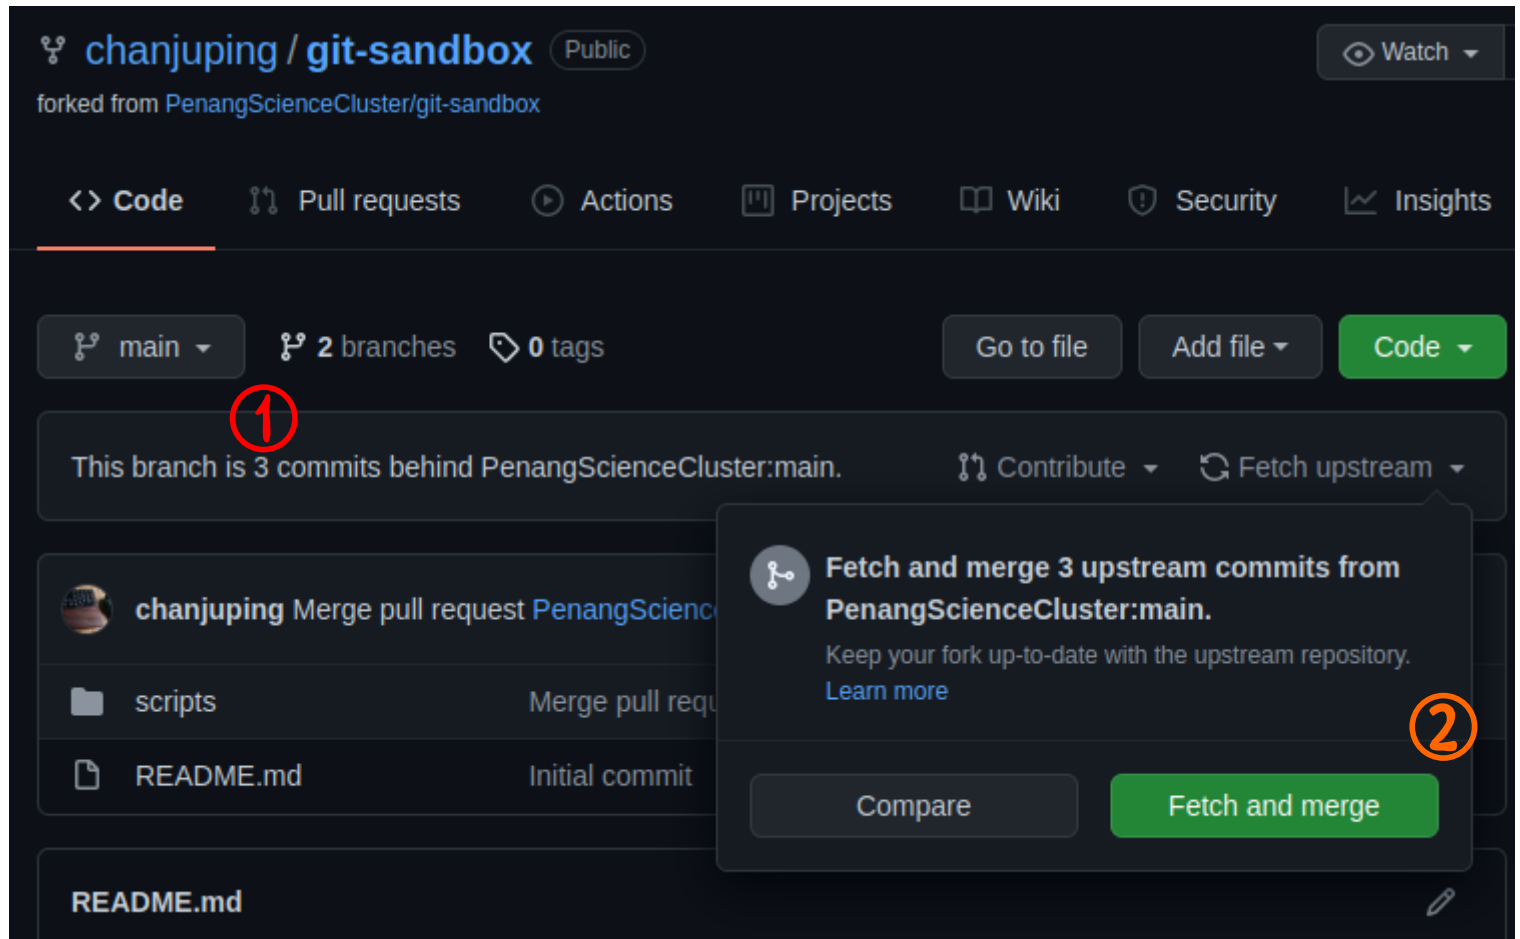 chanjuping / git-sandbox Public Watch
forked from PenangScienceCluster/git-sandbox
<> Code Pull requests Actions Projects Wiki Security Insights
main 2 branches 0 tags Go to file Add file Code
1
This branch is 3 commits behind PenangScienceCluster:main. Contribute Fetch upstream
Fetch and merge 3 upstream commits from
PenangScienceCluster:main.
Keep your fork up-to-date with the upstream repository.
Learn more
2
Compare Fetch and merge
chanjuping Merge pull request PenangScience
scripts Merge pull requ
README.md Initial commit
README.md